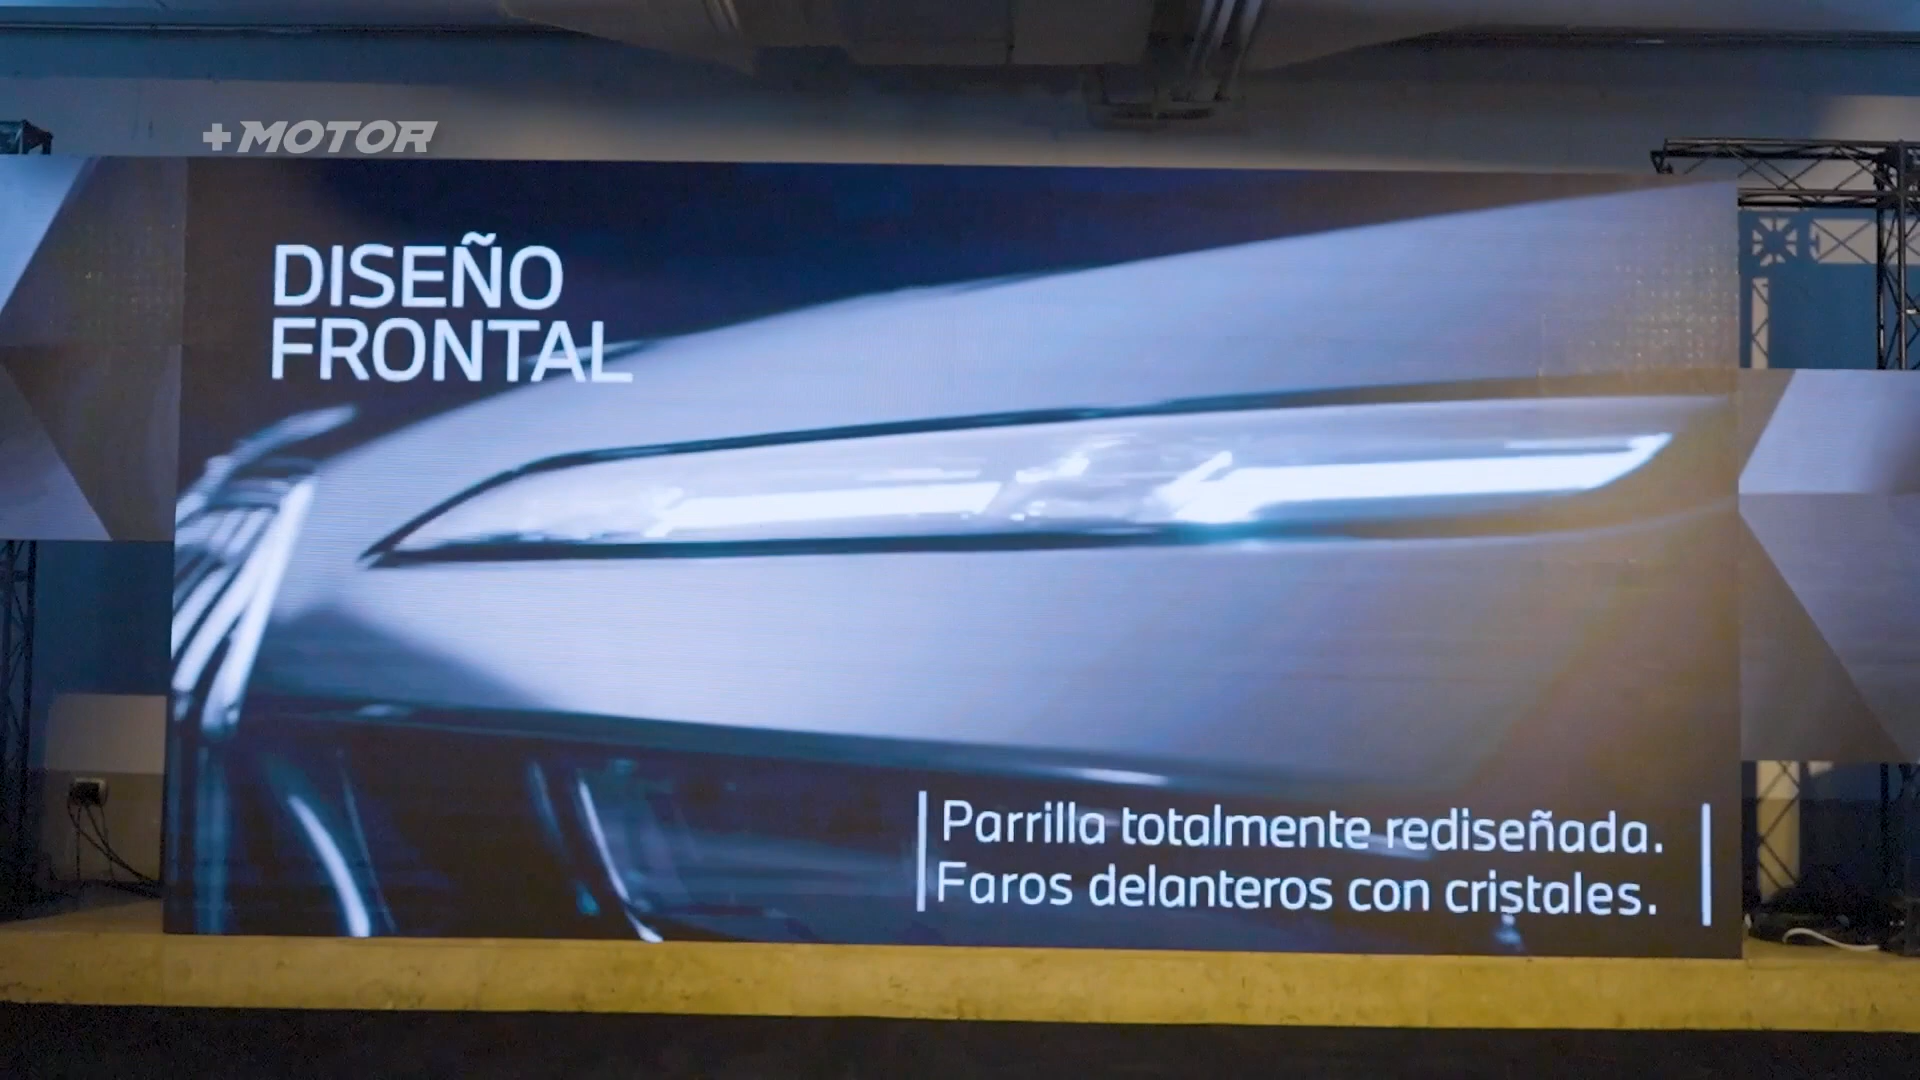 +MOTOR
DISEÑO
FRONTAL
Parrilla totalmente rediseñada.
Faros delanteros con cristales.